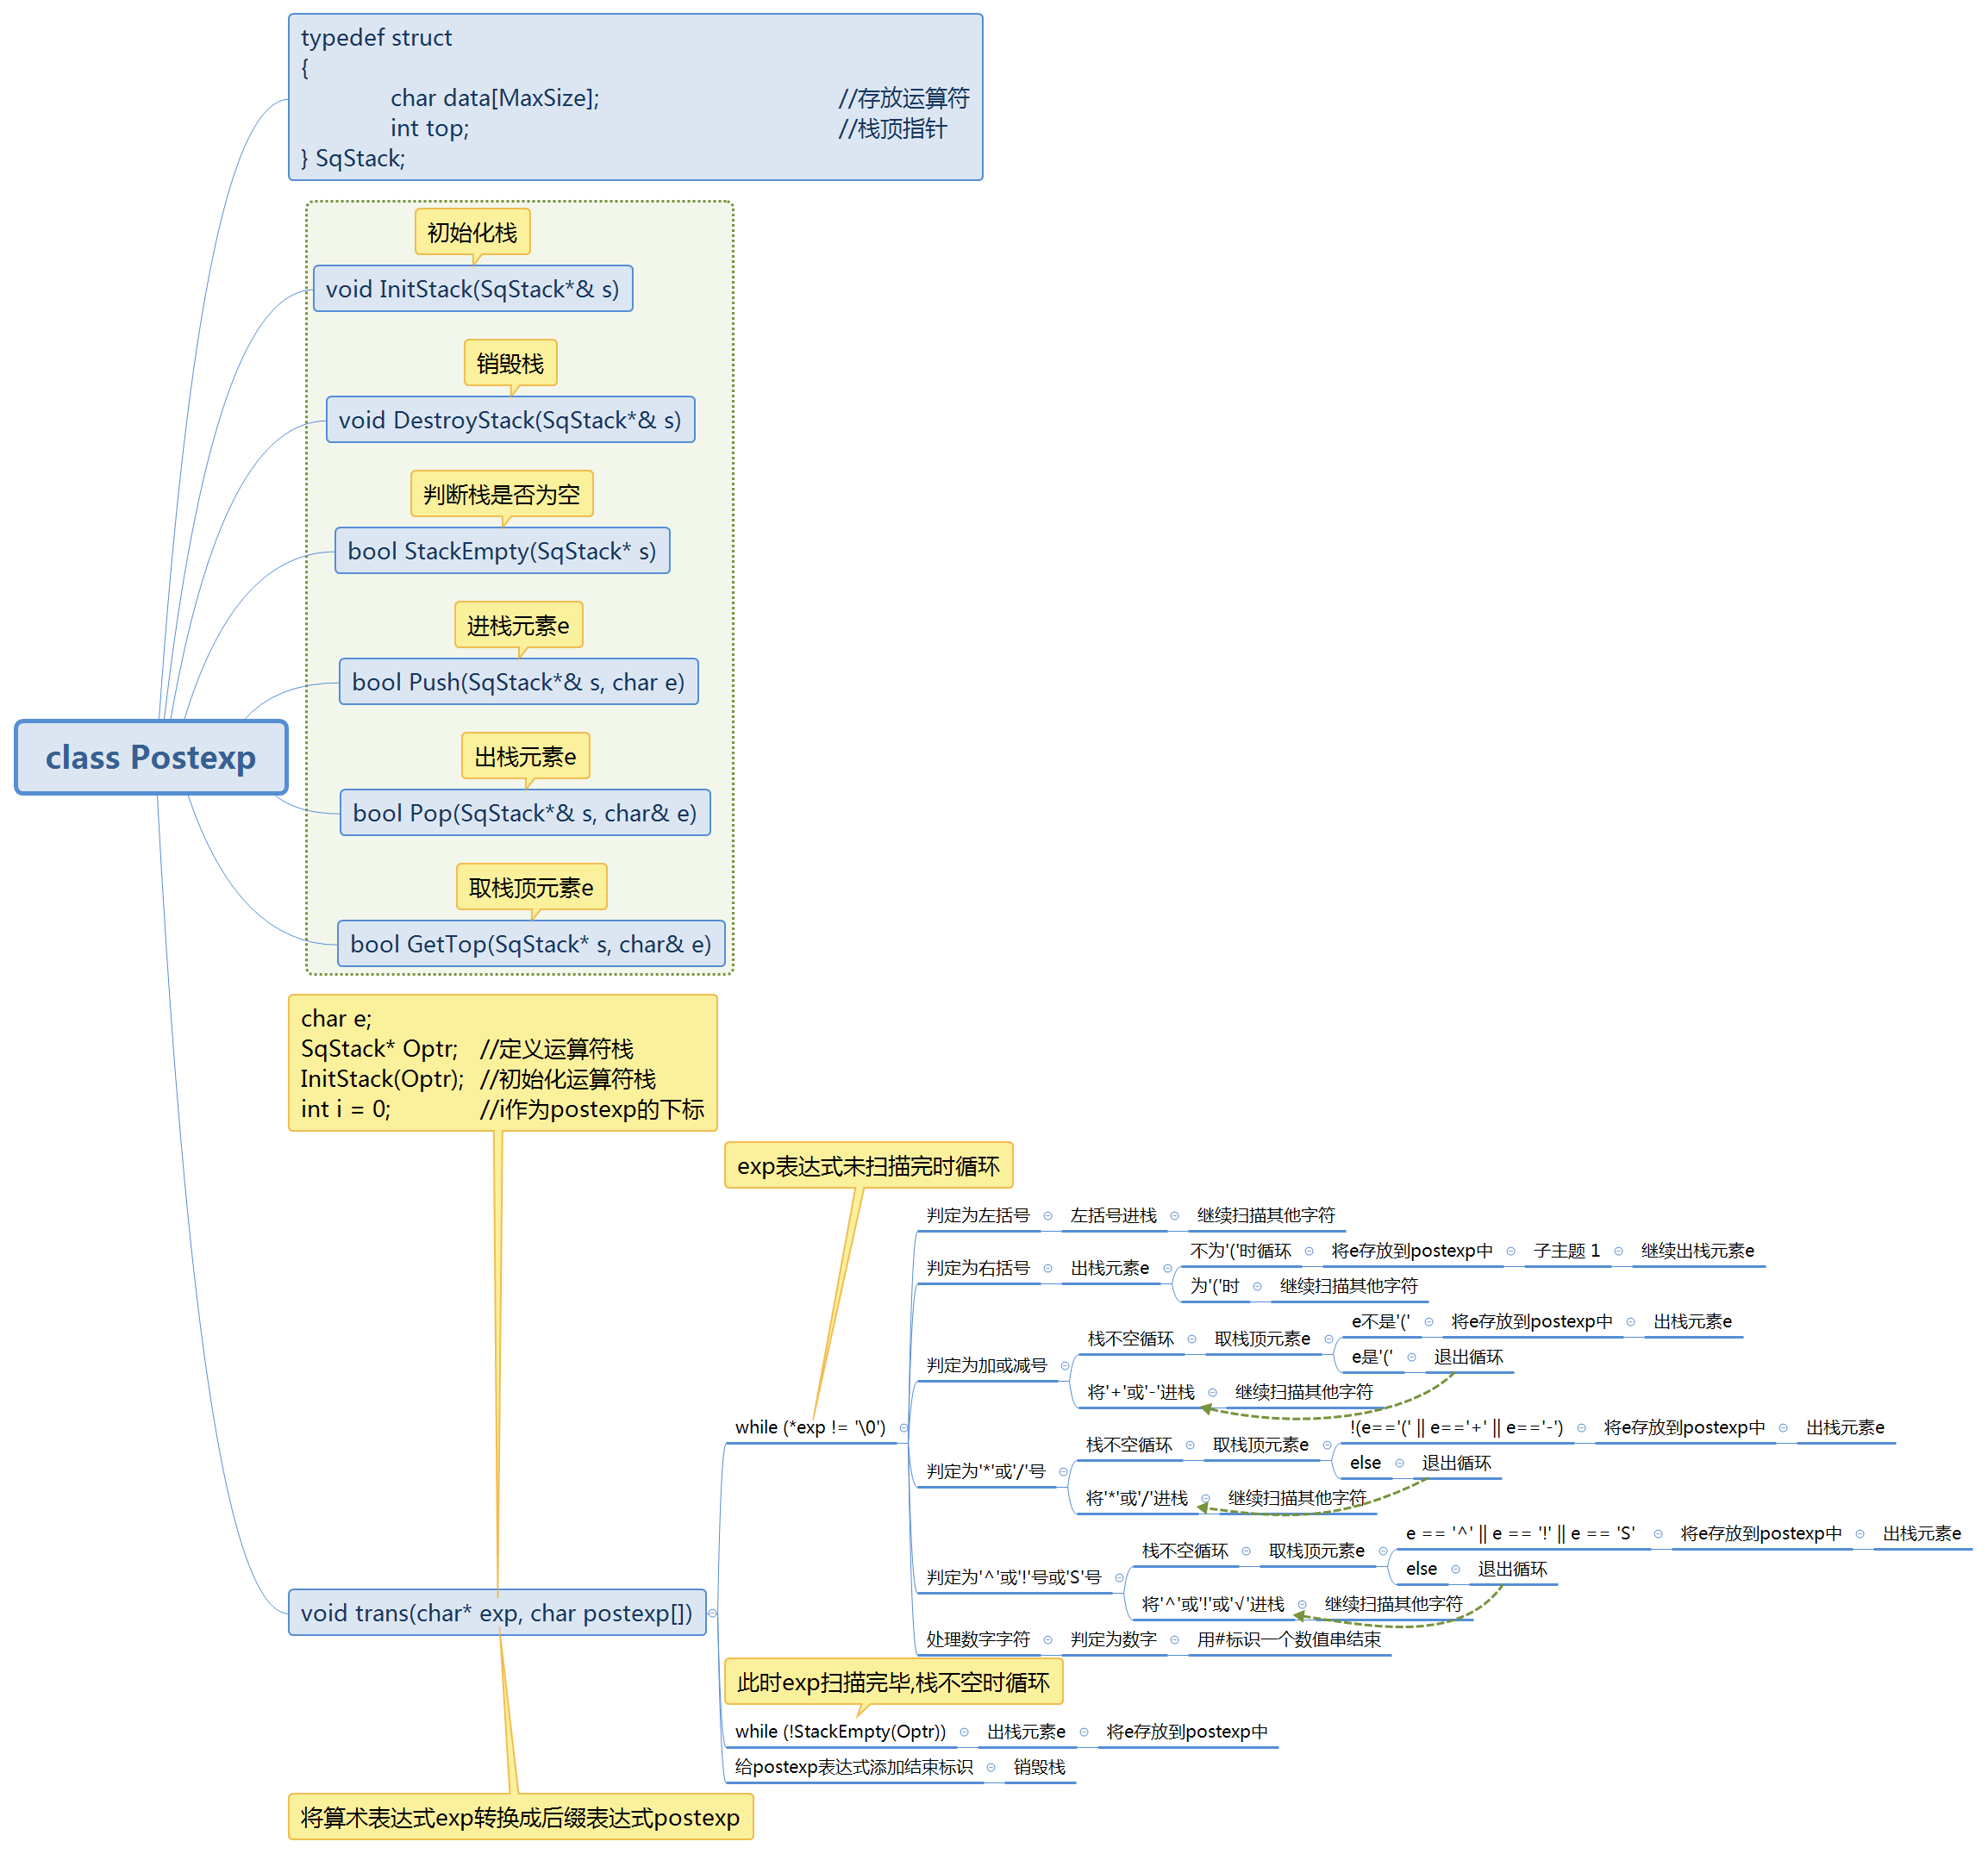 typedef struct
{
char data[MaxSize]; //存放运算符
int top; //栈顶指针
} SqStack;
初始化栈
void InitStack(SqStack*& s)
销毁栈
void DestroyStack(SqStack*& s)
判断栈是否为空
bool StackEmpty(SqStack* s)
进栈元素e
bool Push(SqStack*& s, char e)
class Postexp
出栈元素e
bool Pop(SqStack*& s, char& e)
取栈顶元素e
bool GetTop(SqStack* s, char& e)
char e;
SqStack* Optr; //定义运算符栈
InitStack(Optr); //初始化运算符栈
int i = 0; //i作为postexp的下标
void trans(char* exp, char postexp[])
将算术表达式exp转换成后缀表达式postexp
exp表达式未扫描完时循环
while (*exp != '\0')
判定为左括号 左括号进栈 继续扫描其他字符
判定为右括号 出栈元素e
不为'('时循环 将e存放到postexp中 子主题 1 继续出栈元素e
为'('时 继续扫描其他字符
判定为加或减号
栈不空循环 取栈顶元素e
e不是'(' 将e存放到postexp中 出栈元素e
e是'(' 退出循环
将'+'或'-'进栈 继续扫描其他字符
判定为'*'或'/'号
栈不空循环 取栈顶元素e
!(e=='(' || e=='+' || e=='-') 将e存放到postexp中 出栈元素e
else 退出循环
将'*'或'/'进栈 继续扫描其他字符
判定为'^'或'!'号或'S'号
栈不空循环 取栈顶元素e
e == '^' || e == '!' || e == 'S' 将e存放到postexp中 出栈元素e
else 退出循环
将'^'或'!'或'√'进栈 继续扫描其他字符
处理数字字符 判定为数字 用#标识一个数值串结束
此时exp扫描完毕,栈不空时循环
while (!StackEmpty(Optr)) 出栈元素e 将e存放到postexp中
给postexp表达式添加结束标识 销毁栈